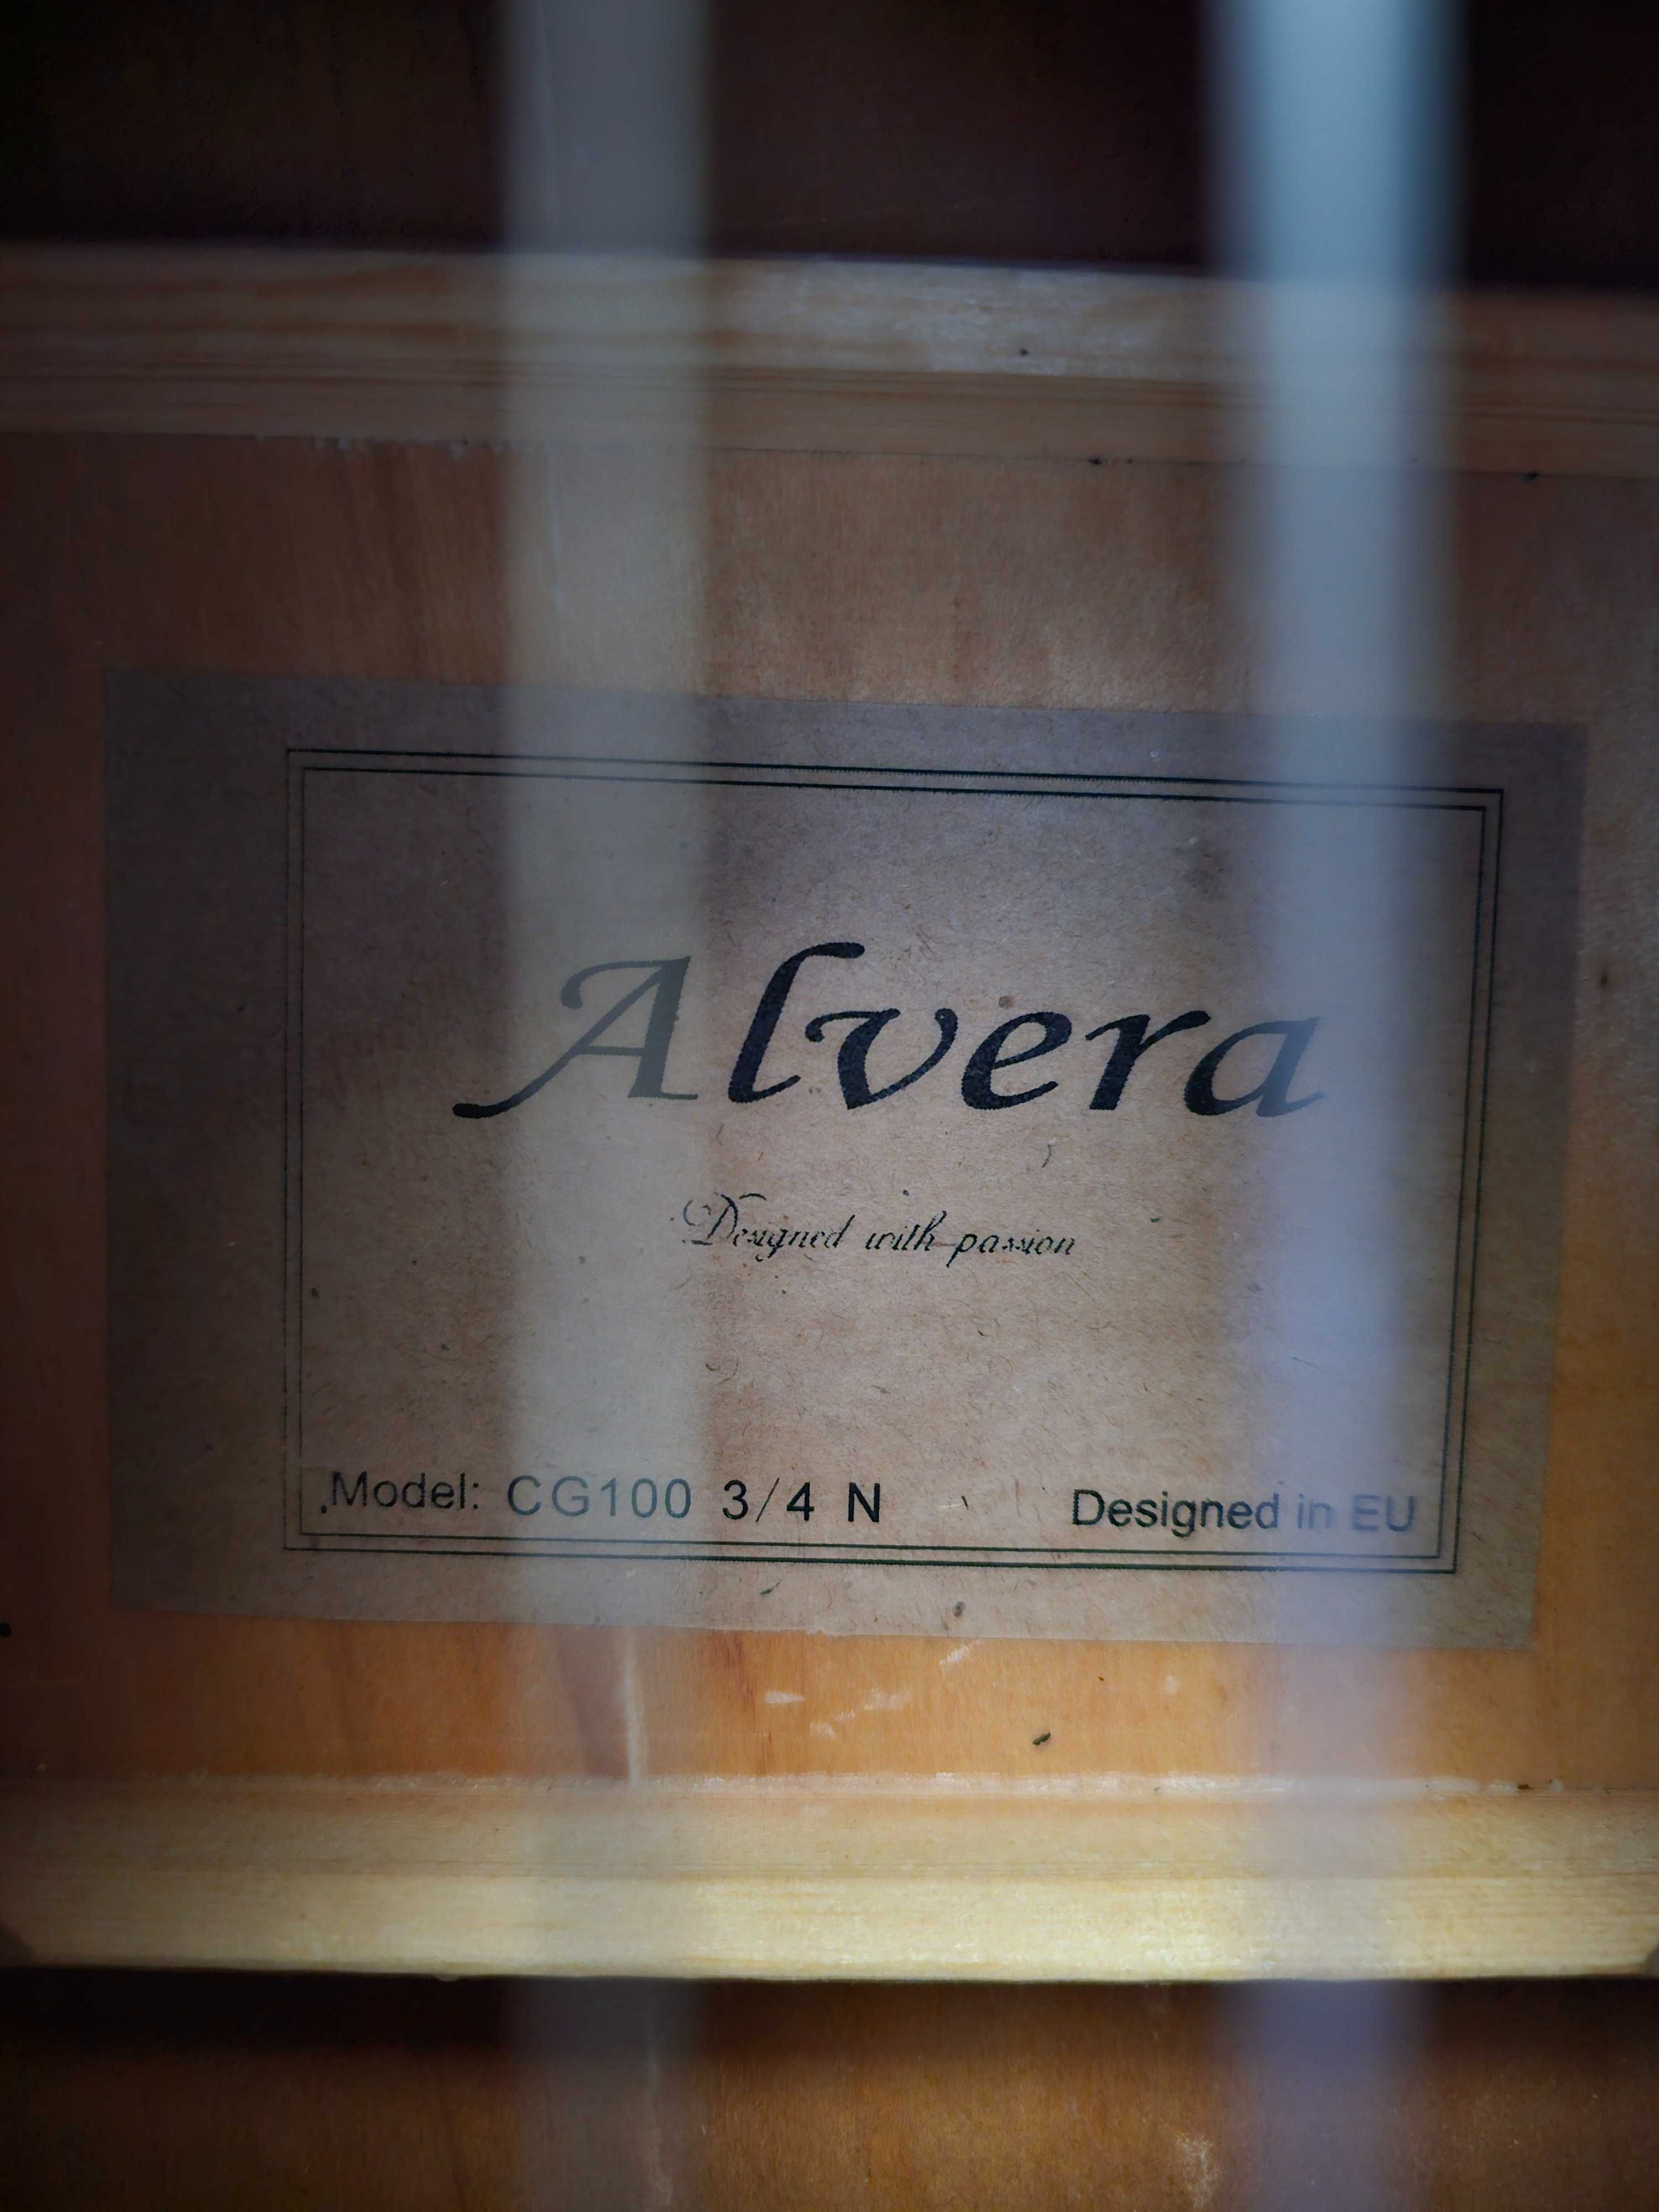 Alvera
Designed with passion
Model: CG100 3/4 N Designed in EU